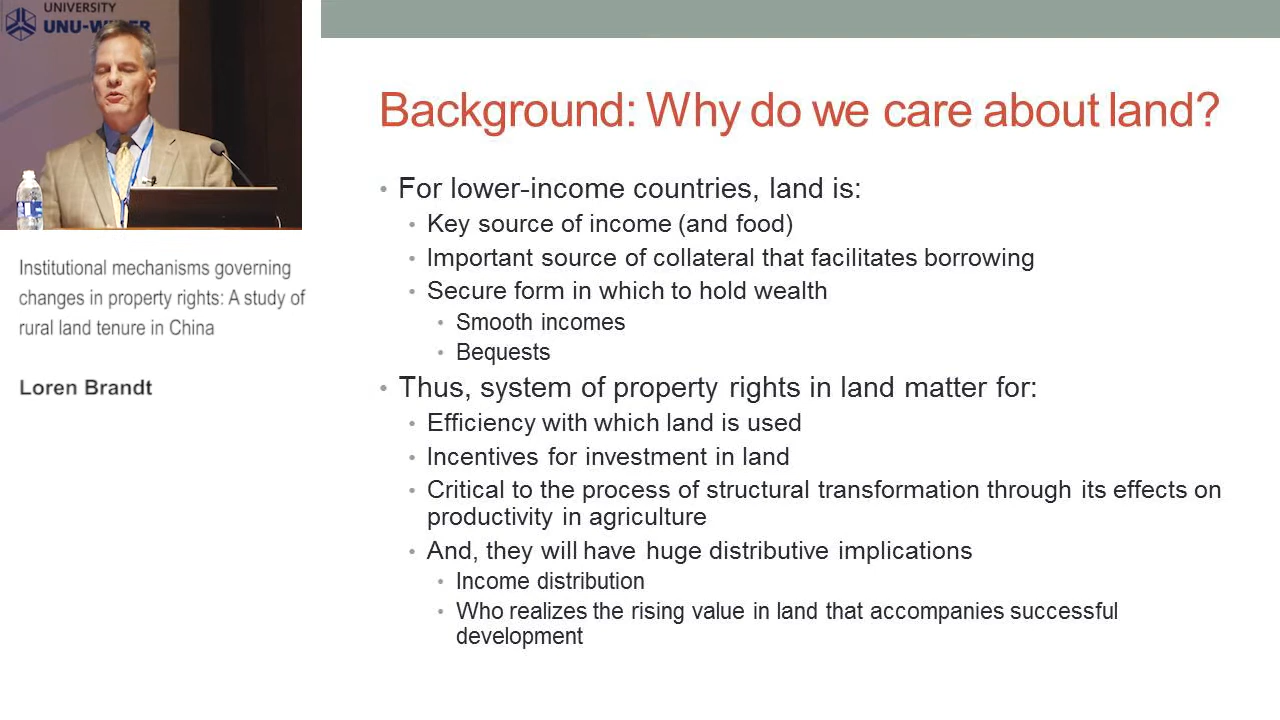 UNIVERSITY
UNU-WIDER
Institutional mechanisms governing
changes in property rights: A study of
rural land tenure in China
Loren Brandt
Background: Why do we care about land?
• For lower-income countries, land is:
• Key source of income (and food)
• Important source of collateral that facilitates borrowing
• Secure form in which to hold wealth
• Smooth incomes
• Bequests
• Thus, system of property rights in land matter for:
• Efficiency with which land is used
• Incentives for investment in land
• Critical to the process of structural transformation through its effects on
productivity in agriculture
• And, they will have huge distributive implications
• Income distribution
• Who realizes the rising value in land that accompanies successful
development